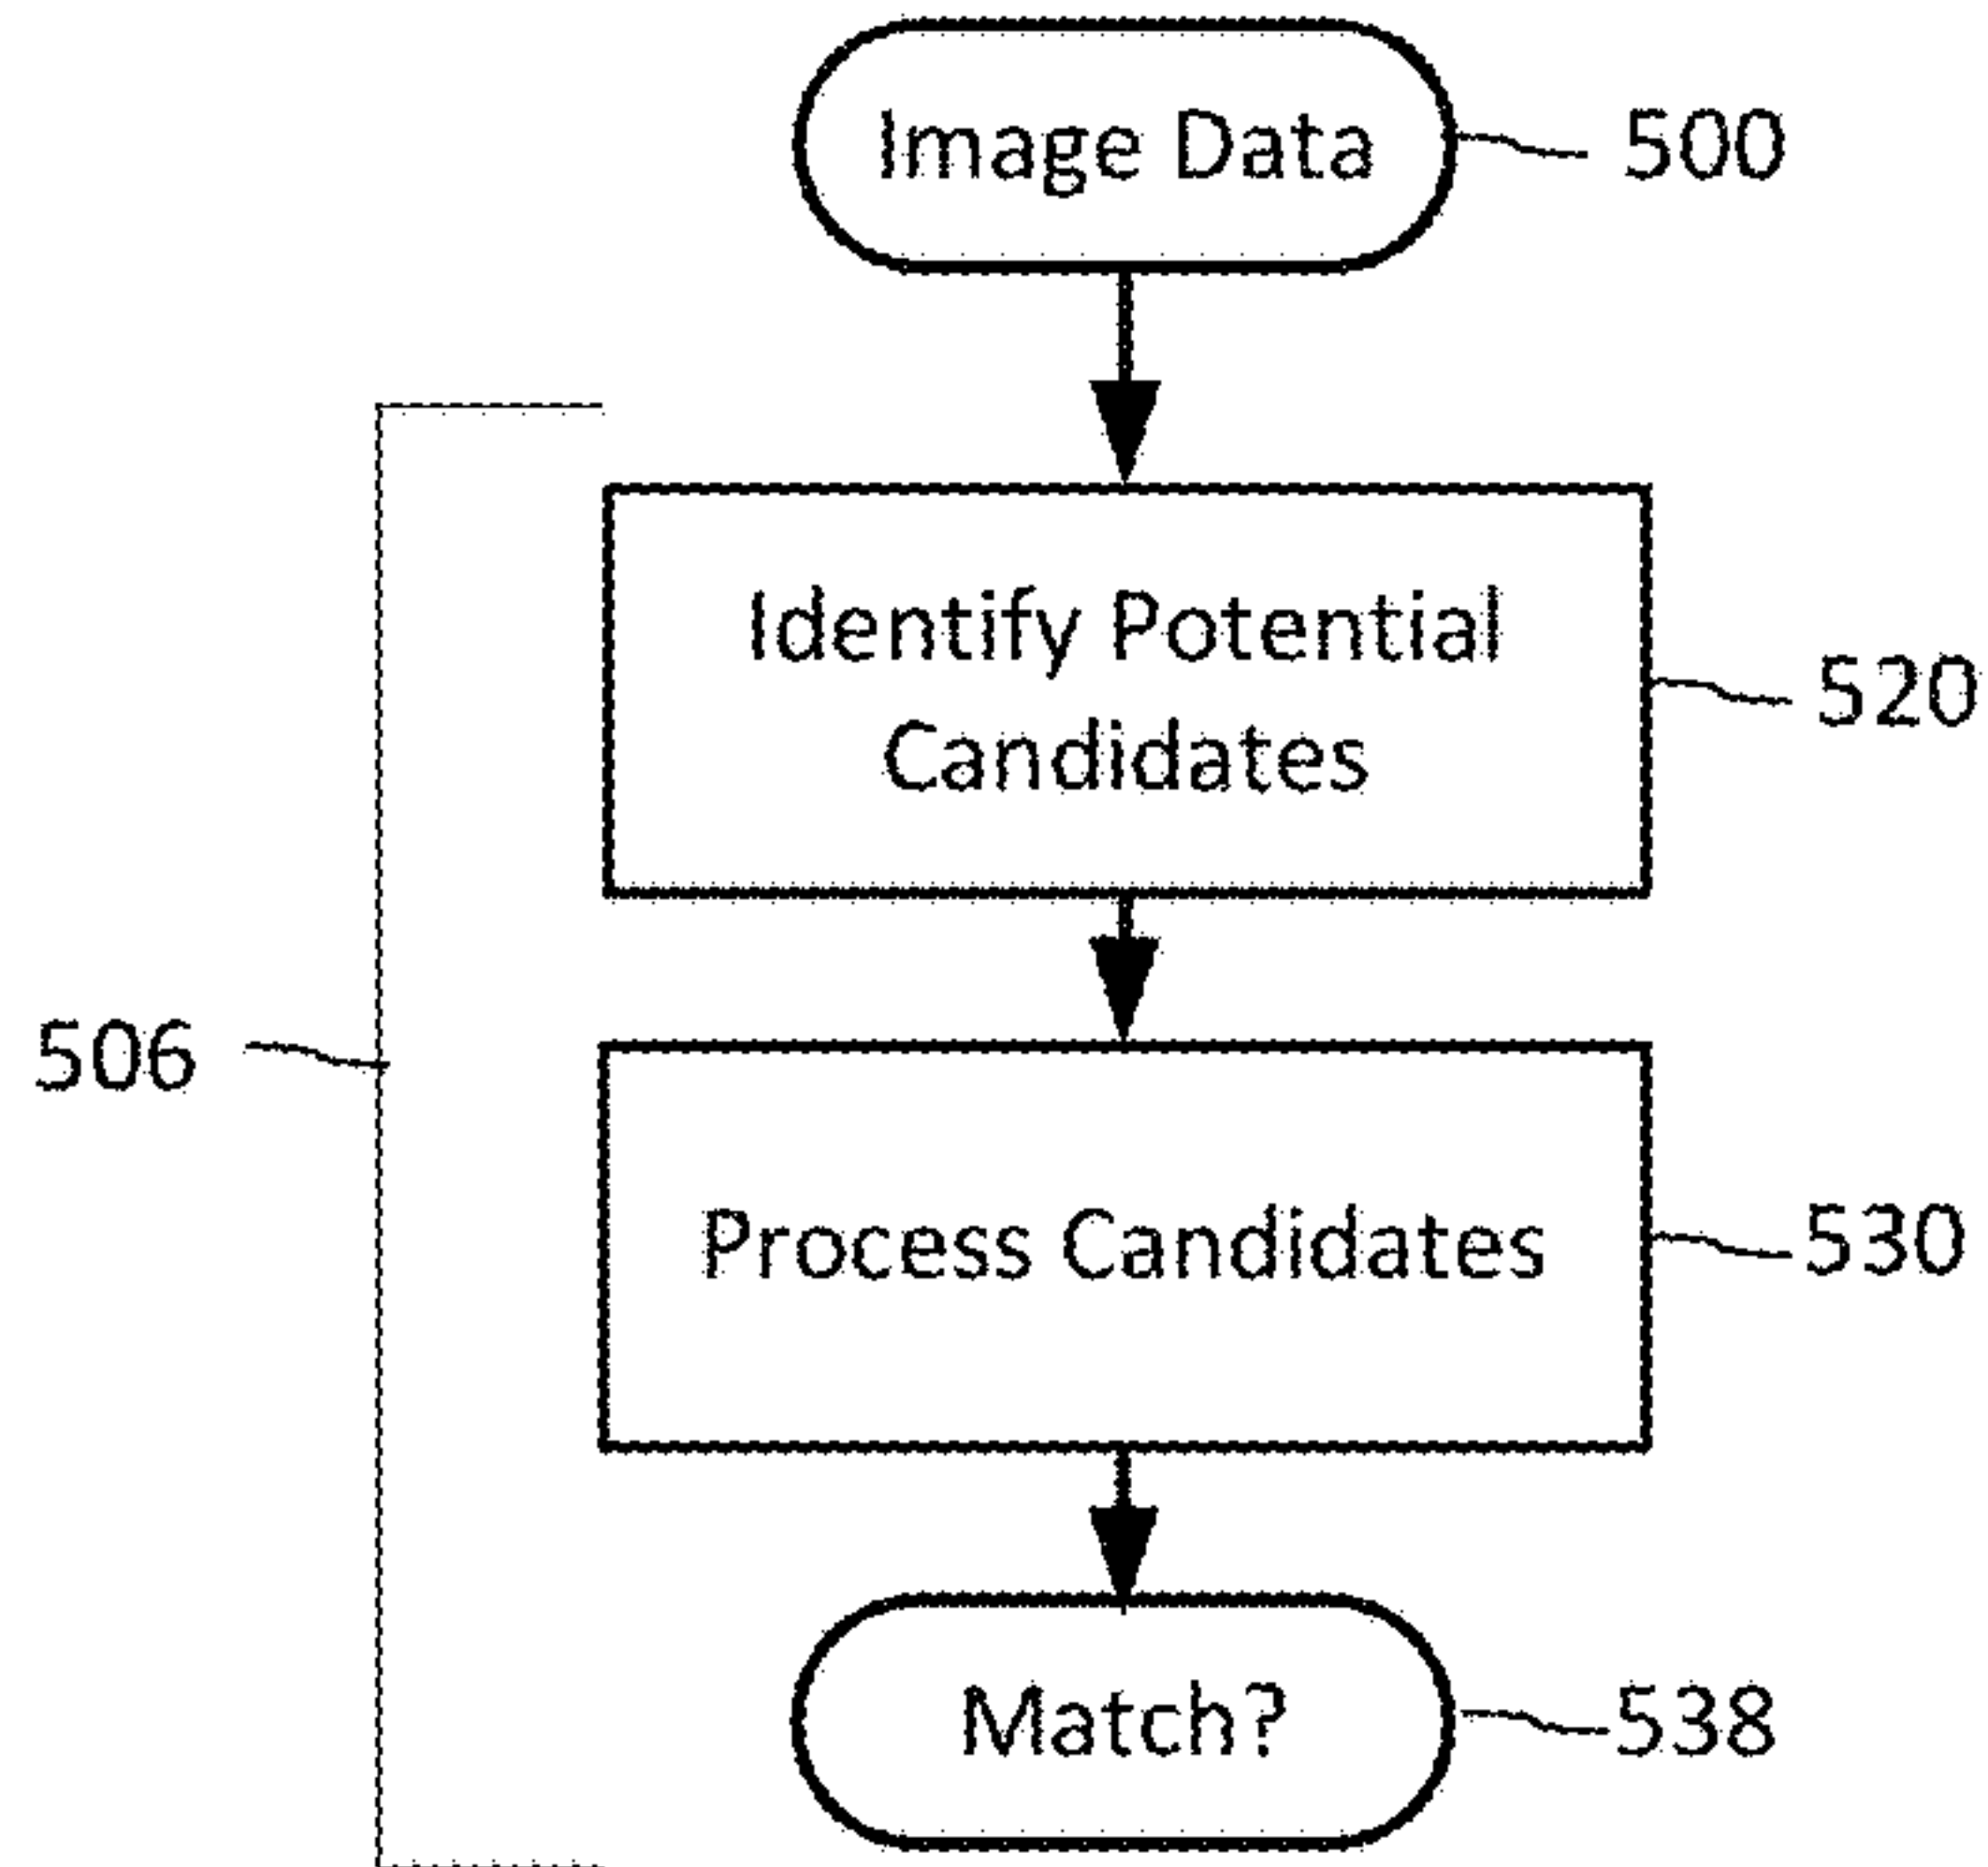 Image Data
500
Identify Potential
Candidates
520
506
Process Candidates
530
Match?
538